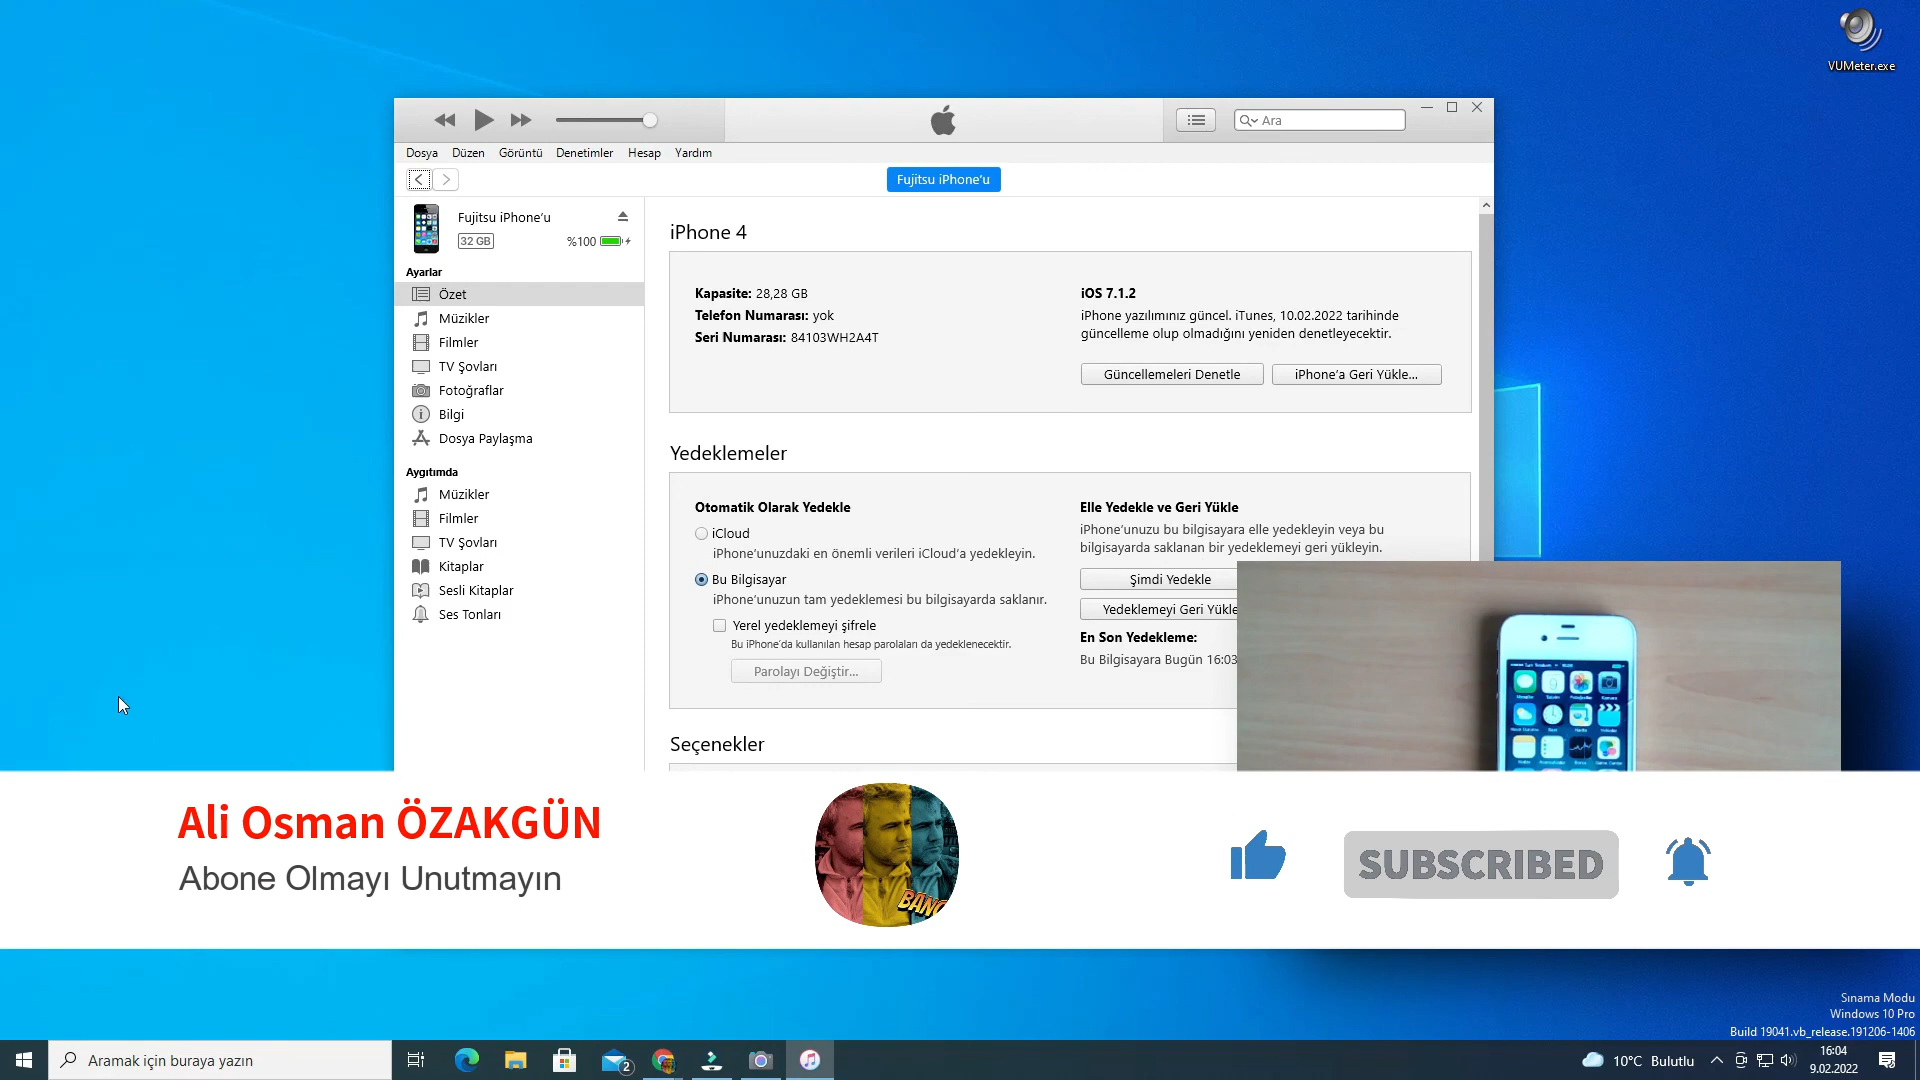 VUMeter.exe
Ara
Dosya Düzen Görüntü Denetimler Hesap Yardım
Fujitsu iPhone'u
Fujitsu iPhone'u
32 GB %100
Ayarlar
Özet
Müzikler
Filmler
TV Şovları
Fotoğraflar
Bilgi
Dosya Paylaşma
Aygıtımda
Müzikler
Filmler
TV Şovları
Kitaplar
Sesli Kitaplar
Ses Tonları
iPhone 4
Kapasite: 28,28 GB
Telefon Numarası: yok
Seri Numarası: 84103WH2A4T
iOS 7.1.2
iPhone yazılımınız güncel. iTunes, 10.02.2022 tarihinde
güncelleme olup olmadığını yeniden denetleyecektir.
Güncellemeleri Denetle
iPhone'a Geri Yükle...
Yedeklemeler
Otomatik Olarak Yedekle
iCloud
iPhone'unuzdaki en önemli verileri iCloud'a yedekleyin.
Bu Bilgisayar
iPhone'unuzun tam yedeklemesi bu bilgisayarda saklanır.
Yerel yedeklemeyi şifrele
Bu iPhone'da kullanılan hesap parolaları da yedeklenecektir.
Parolayı Değiştir...
Elle Yedekle ve Geri Yükle
iPhone'unuzu bu bilgisayara elle yedekleyin veya bu
bilgisayarda saklanan bir yedeklemeyi geri yükleyin.
Şimdi Yedekle
Yedeklemeyi Geri Yükle
En Son Yedekleme:
Bu Bilgisayara Bugün 16:03
Seçenekler
Ali Osman ÖZAKGÜN
Abone Olmayı Unutmayın
BANG
SUBSCRIBED
Sınama Modu
Windows 10 Pro
Build 19041.vb_release.191206-1406
Aramak için buraya yazın
2
10°C Bulutlu
16:04
9.02.2022